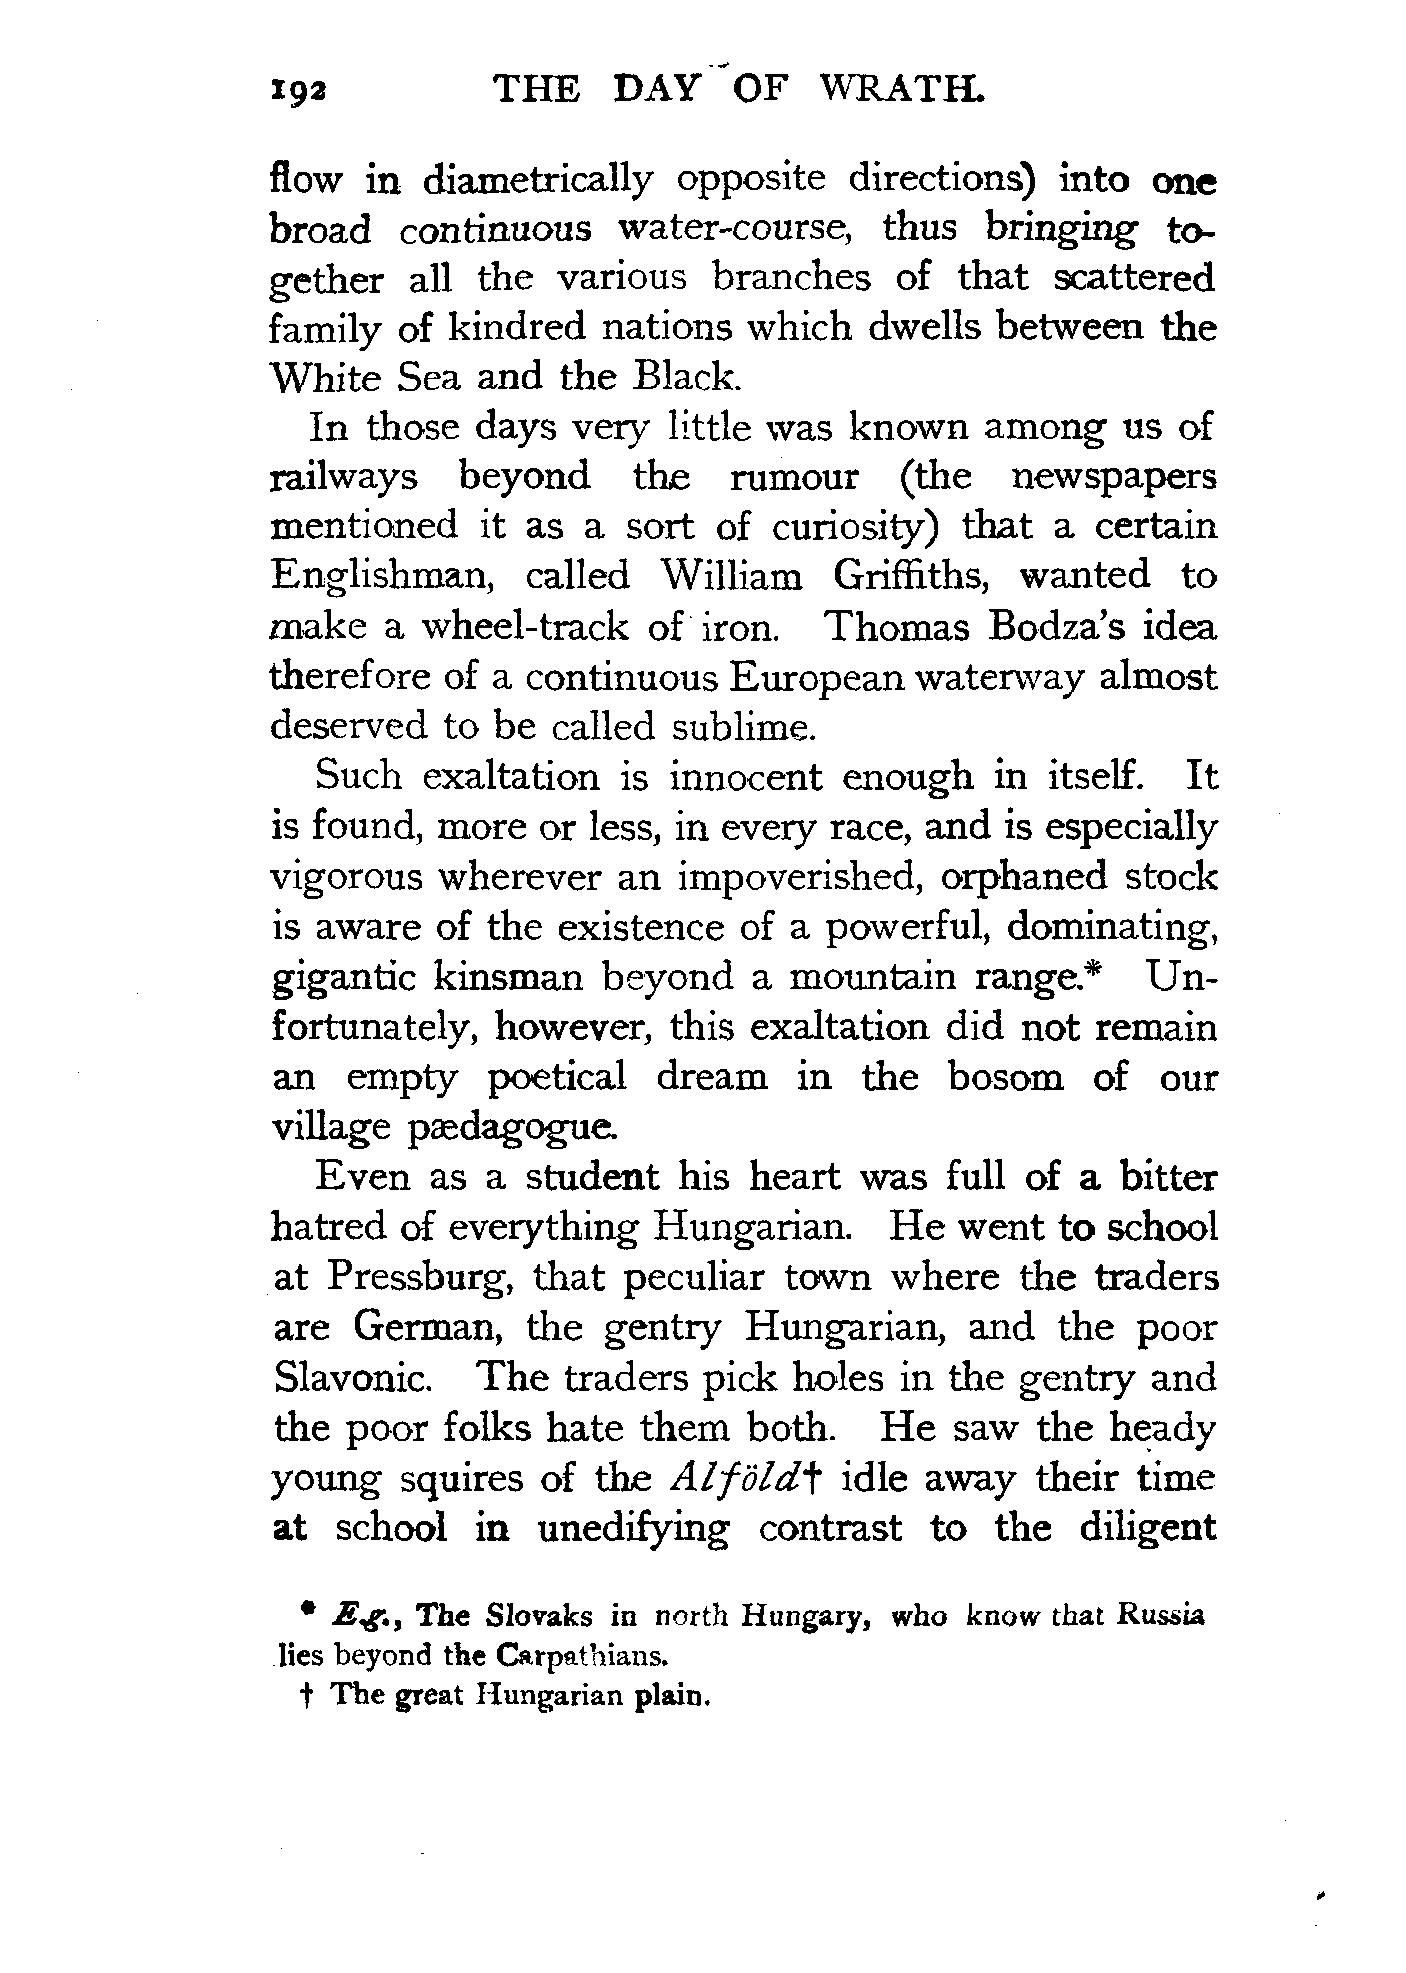 192 THE DAY OF WRATH.
flow in diametrically opposite directions) into one
broad continuous water-course, thus bringing to-
gether all the various branches of that scattered
family of kindred nations which dwells between the
White Sea and the Black.
In those days very little was known among us of
railways beyond the rumour (the newspapers
mentioned it as a sort of curiosity) that a certain
Englishman, called William Griffiths, wanted to
make a wheel-track of iron. Thomas Bodza's idea
therefore of a continuous European waterway almost
deserved to be called sublime.
Such exaltation is innocent enough in itself. It
is found, more or less, in every race, and is especially
vigorous wherever an impoverished, orphaned stock
is aware of the existence of a powerful, dominating,
gigantic kinsman beyond a mountain range.* Un-
fortunately, however, this exaltation did not remain
an empty poetical dream in the bosom of our
village pædagogue.
Even as a student his heart was full of a bitter
hatred of everything Hungarian. He went to school
at Pressburg, that peculiar town where the traders
are German, the gentry Hungarian, and the poor
Slavonic. The traders pick holes in the gentry and
the poor folks hate them both. He saw the heady
young squires of the Alföld† idle away their time
at school in unedifying contrast to the diligent
* E.g., The Slovaks in north Hungary, who know that Russia
lies beyond the Carpathians.
† The great Hungarian plain.